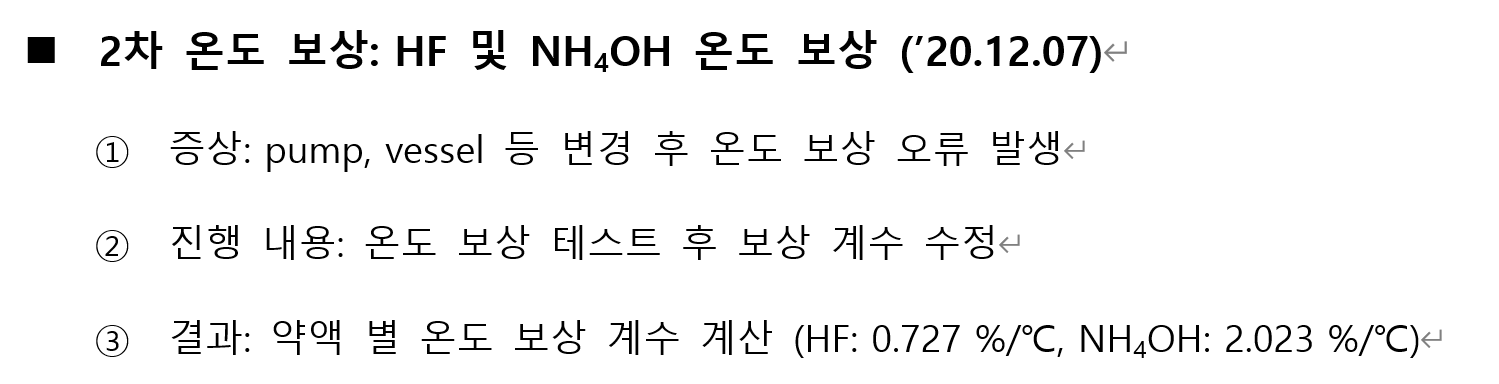 ■ 2차 온도 보상: HF 및 NH₄OH 온도 보상 (’20.12.07)↵
① 증상: pump, vessel 등 변경 후 온도 보상 오류 발생↵
② 진행 내용: 온도 보상 테스트 후 보상 계수 수정↵
③ 결과: 약액 별 온도 보상 계수 계산 (HF: 0.727 %/℃, NH₄OH: 2.023 %/℃)↵